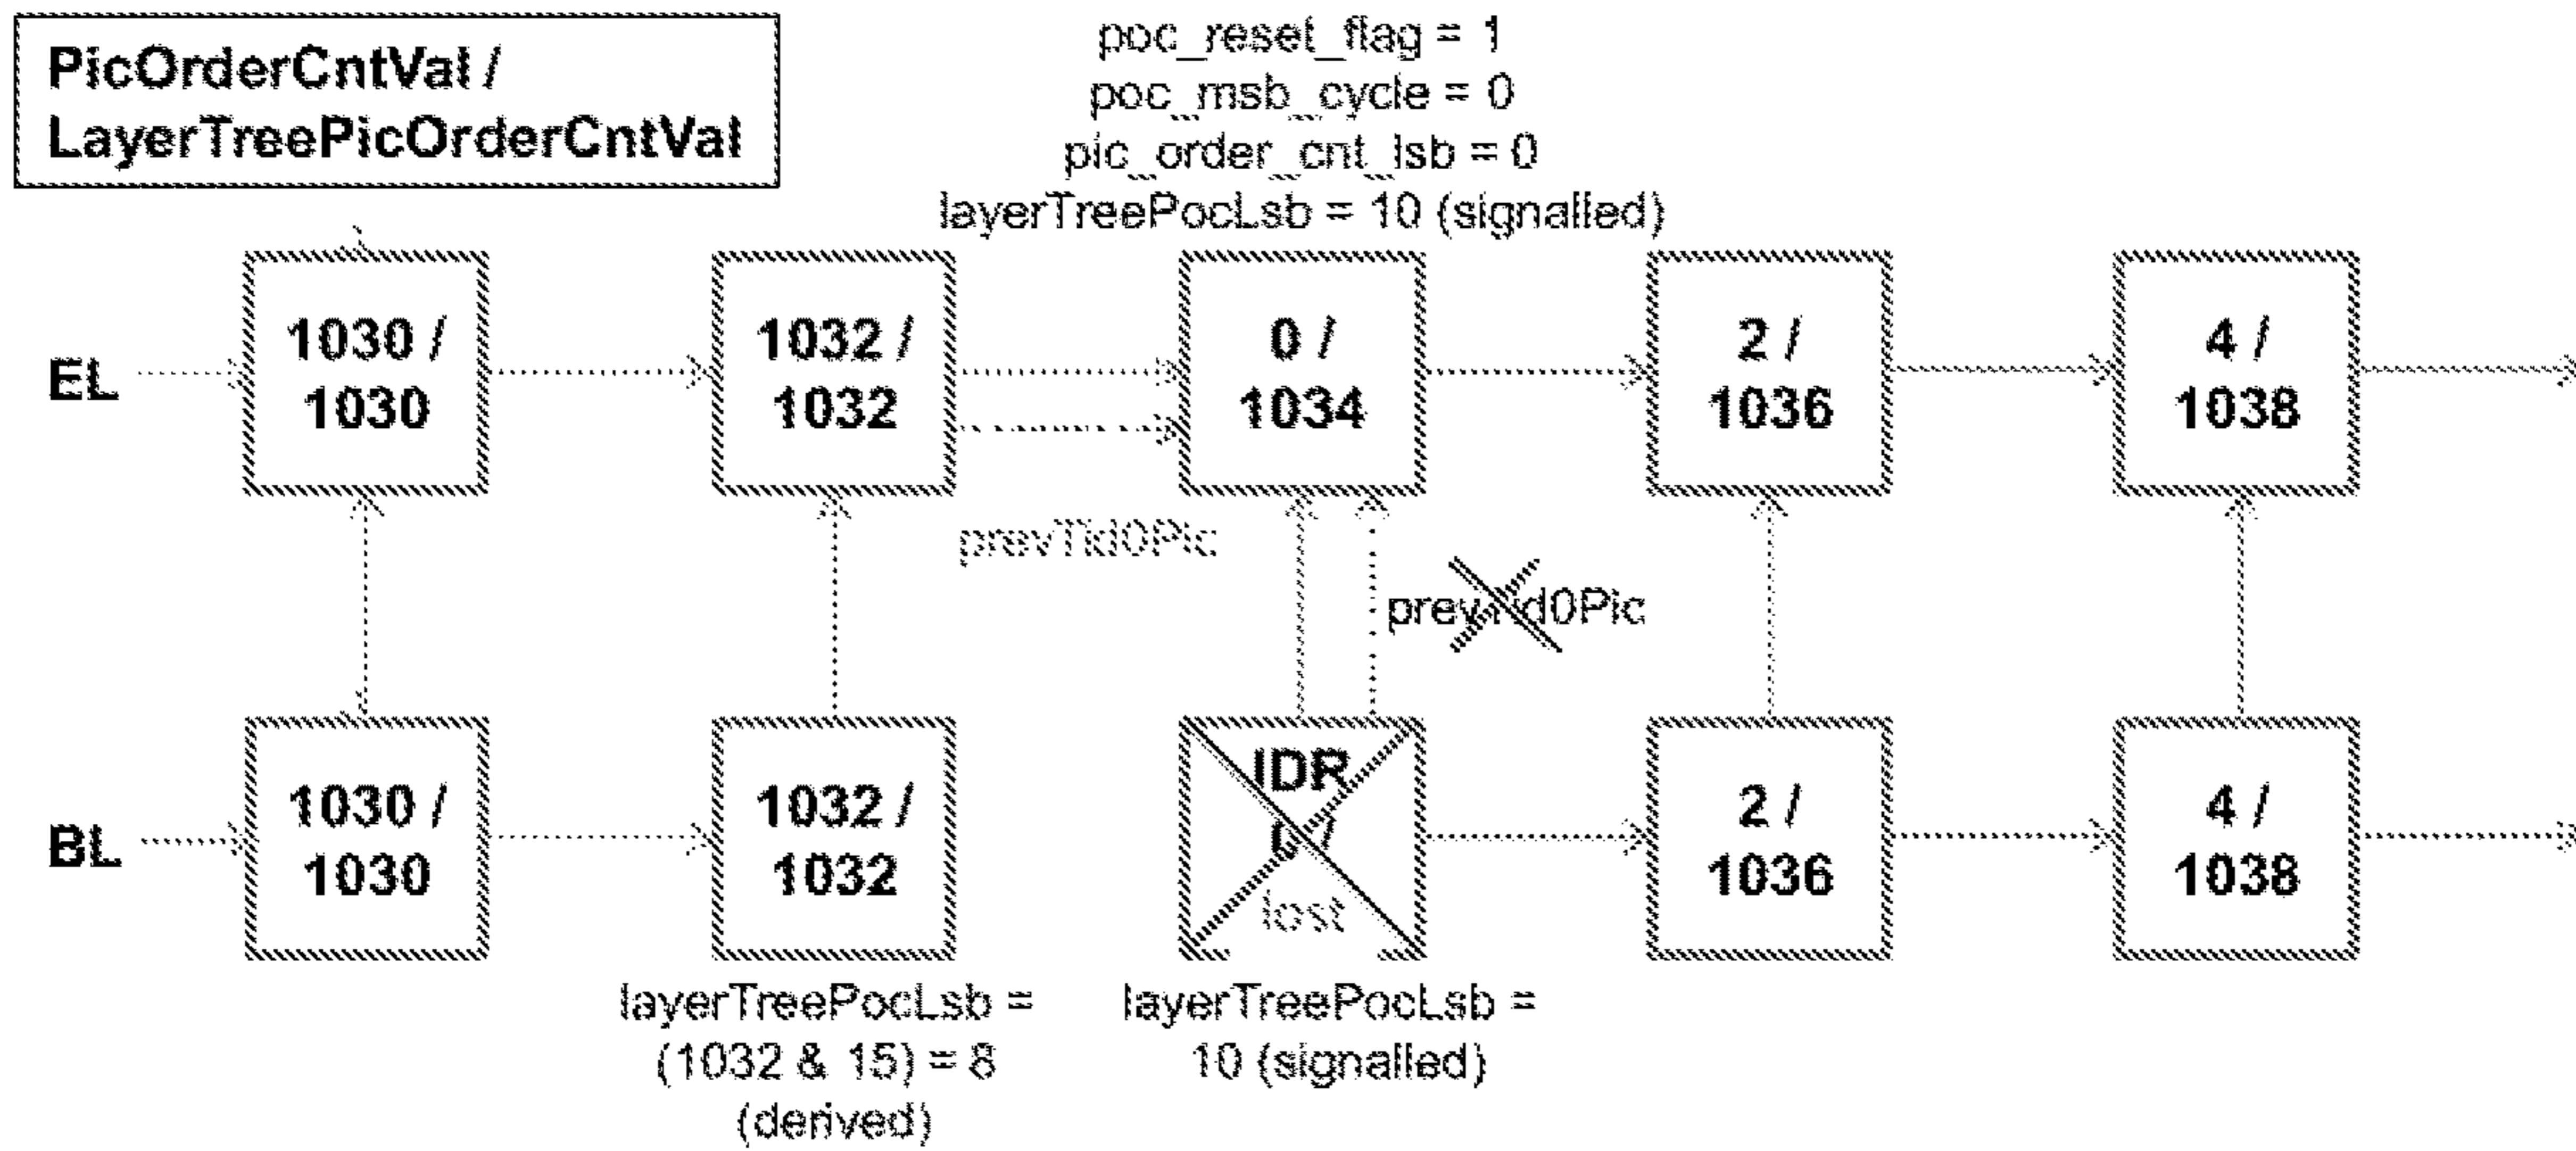 PicOrderCntVal /
LayerTreePicOrderCntVal
poc_reset_flag = 1
poc_msb_cycle = 0
pic_order_cnt_lsb = 0
layerTreePocLsb = 10 (signalled)
EL
1030 /
1030
1032 /
1032
0 /
1034
2 /
1036
4 /
1038
prevTid0Pic
prevTid0Pic
BL
1030 /
1030
1032 /
1032
IDR
0 /
lost
2 /
1036
4 /
1038
layerTreePocLsb =
(1032 & 15) = 8
(derived)
layerTreePocLsb =
10 (signalled)